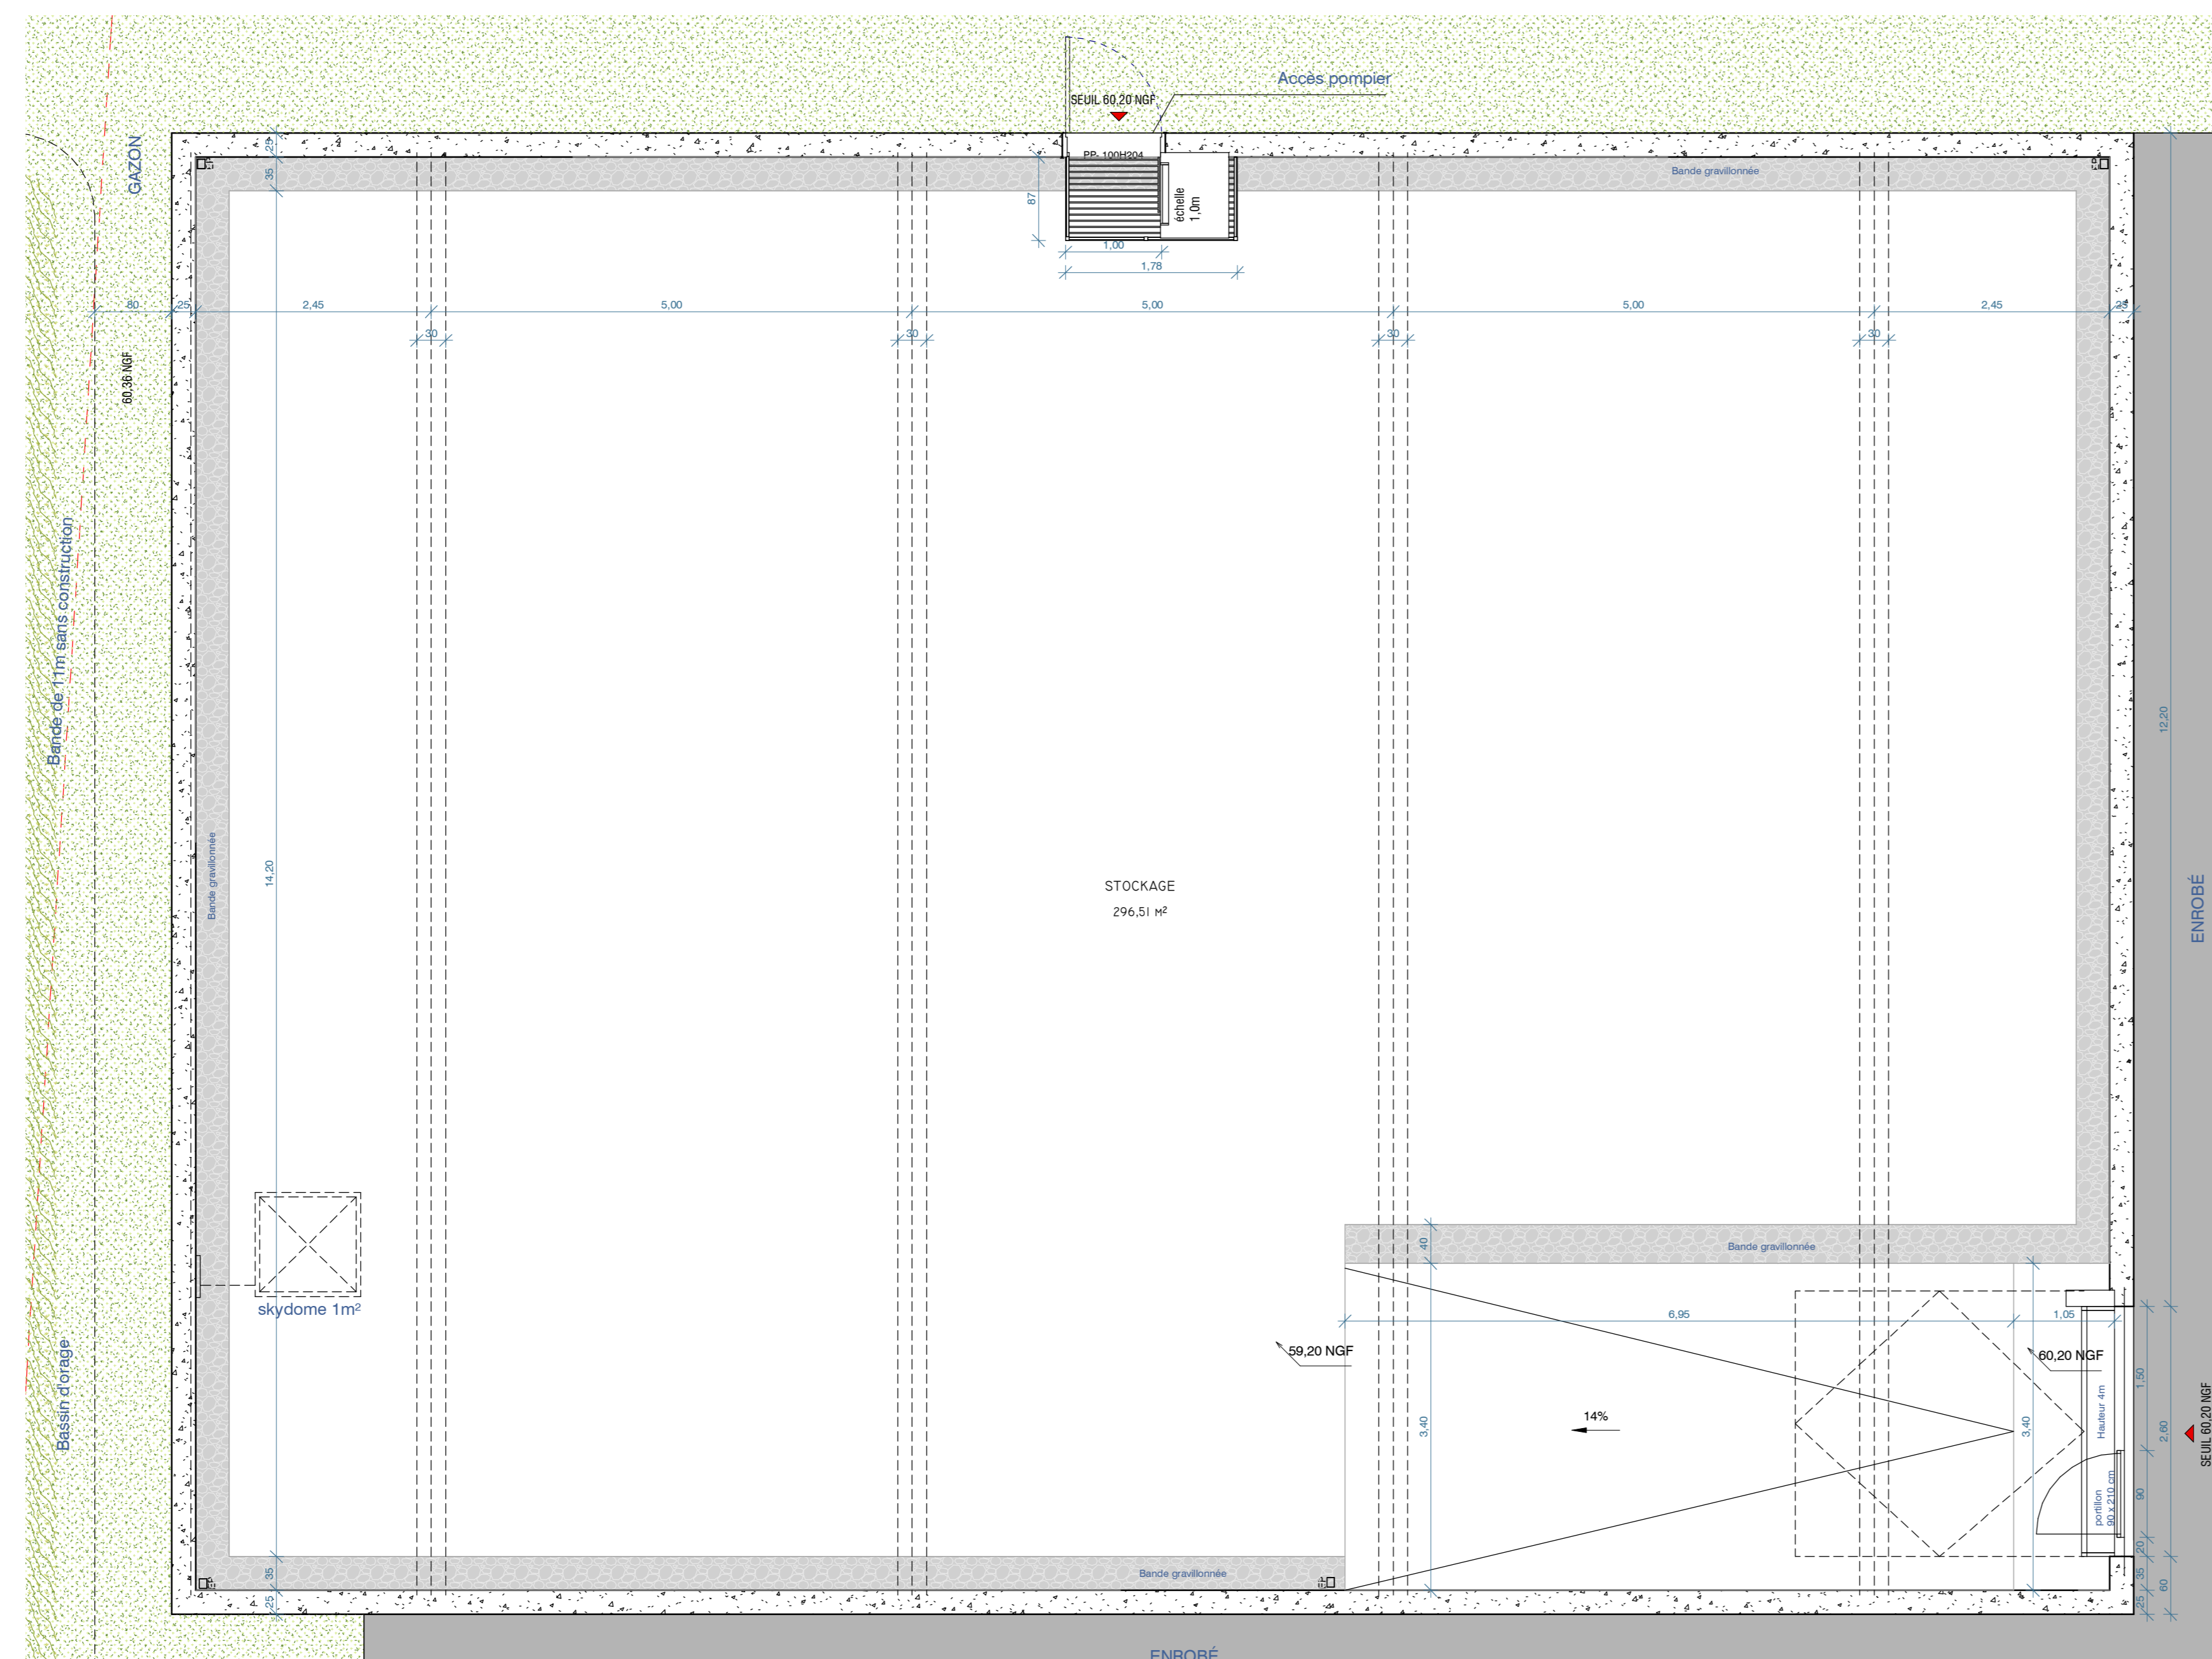 Accès pompier
SEUIL 60,20 NGF
GAZON
25
35
PP- 100H204
échelle
1,0m
87
1,00
1,78
Bande gravillonnée
80
25
2,45
5,00
5,00
5,00
2,45
25
30
30
30
30
60,36 NGF
Bande de 11m sans construction
12,20
Bande gravillonnée
14,20
STOCKAGE
296,51 M²
ENROBÉ
40
Bande gravillonnée
skydome 1m²
6,95
1,05
59,20 NGF
60,20 NGF
Bassin d'orage
14%
3,40
3,40
Hauteur 4m
1,50
2,60
SEUIL 60,20 NGF
portillon
90 x 210 cm
90
20
35
60
25
35
25
Bande gravillonnée
ENROBÉ